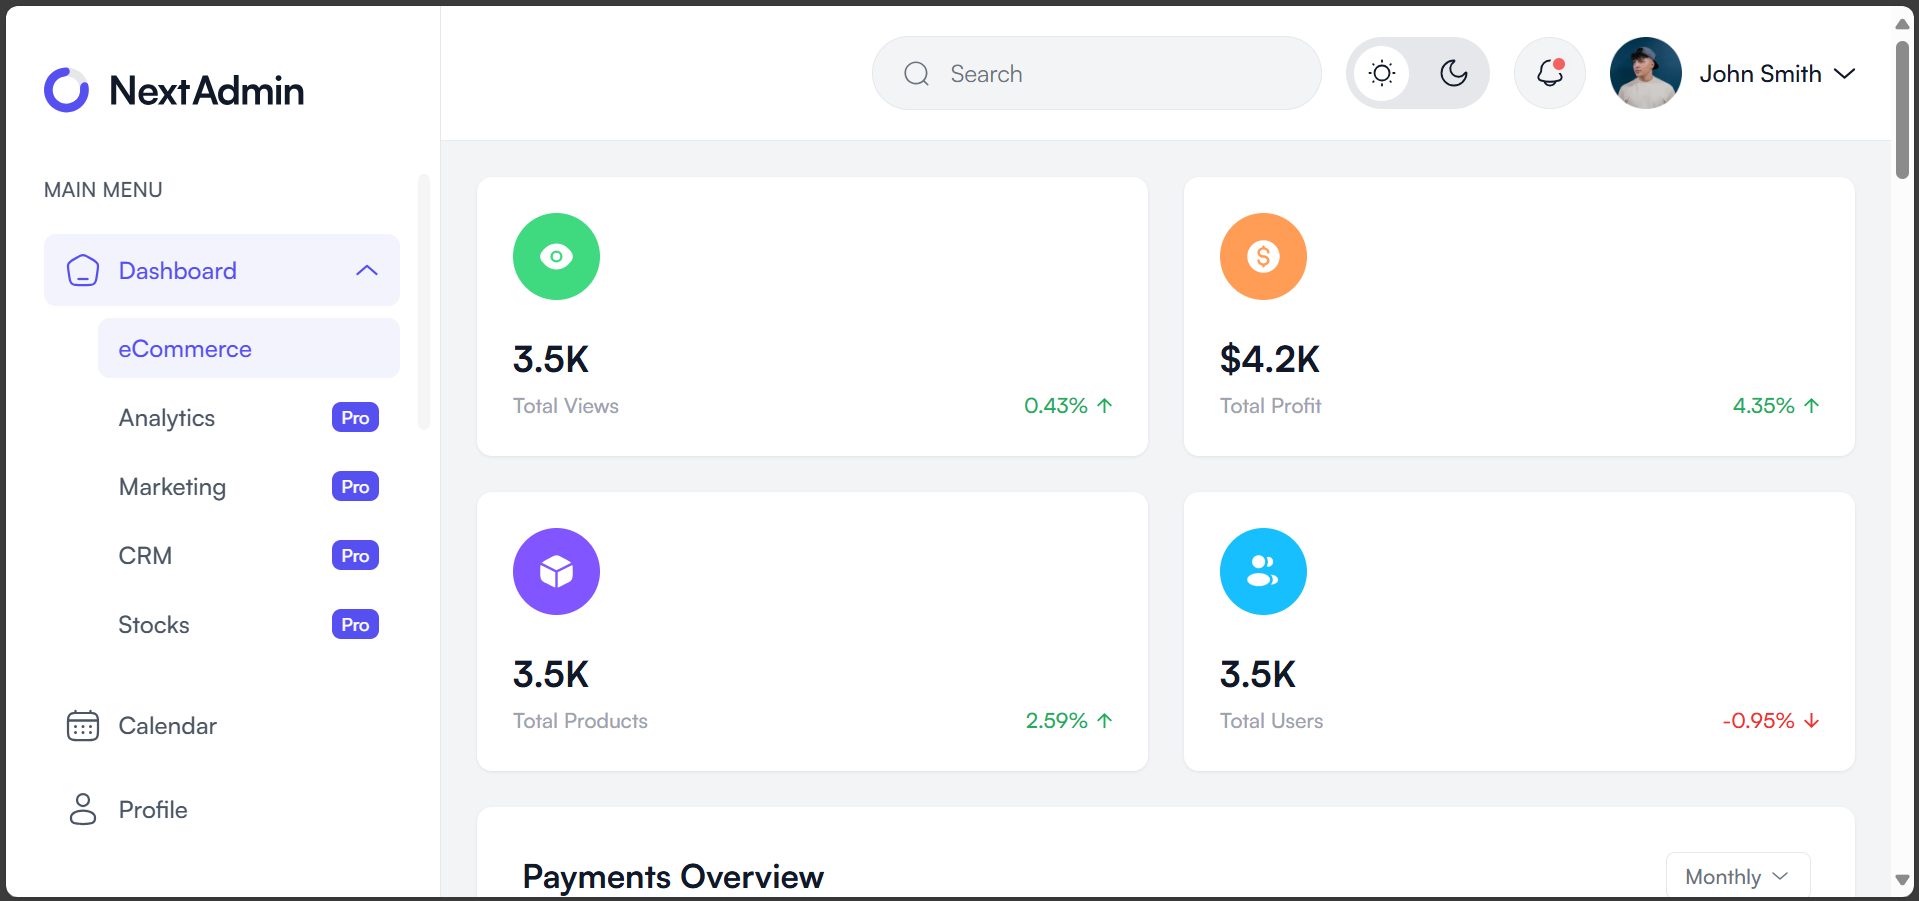 NextAdmin
Search
John Smith
MAIN MENU
Dashboard
eCommerce
Analytics Pro
Marketing Pro
CRM Pro
Stocks Pro
Calendar
Profile
$
3.5K
Total Views 0.43%
$4.2K
Total Profit 4.35%
3.5K
Total Products 2.59%
3.5K
Total Users -0.95%
Payments Overview
Monthly